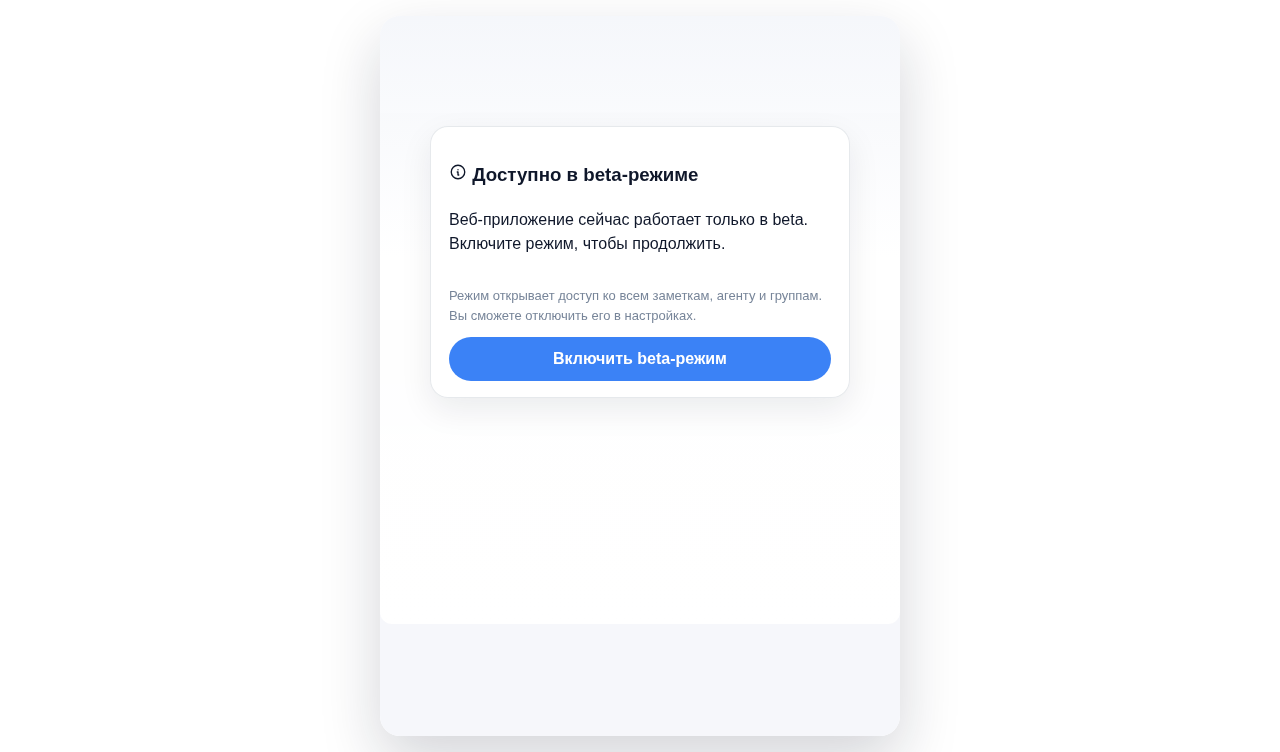 Доступно в beta-режиме
Веб-приложение сейчас работает только в beta.
Включите режим, чтобы продолжить.
Режим открывает доступ ко всем заметкам, агенту и группам.
Вы сможете отключить его в настройках.
Включить beta-режим